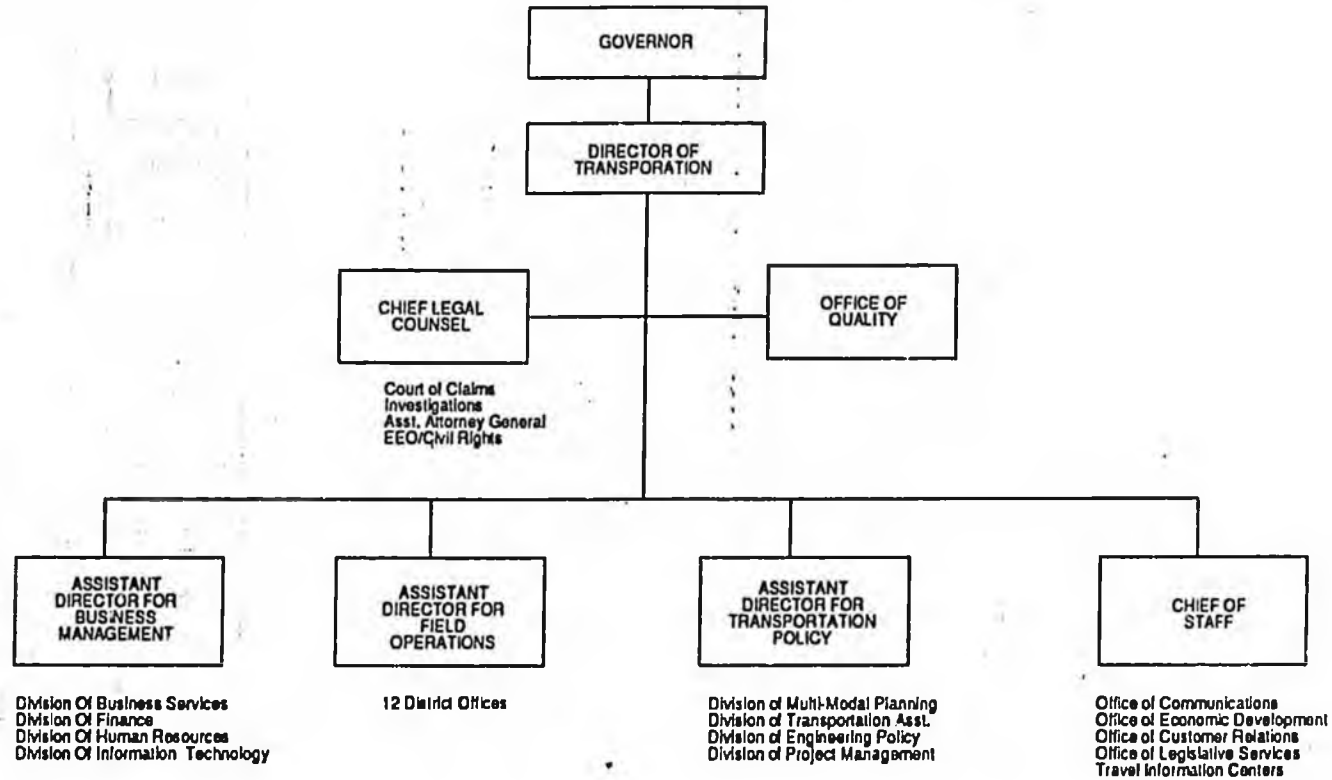 GOVERNOR
DIRECTOR OF
TRANSPORATION
CHIEF LEGAL
COUNSEL
OFFICE OF
QUALITY
Court of Claims
Investigations
Asst. Attorney General
EEO/Civil Rights
ASSISTANT
DIRECTOR FOR
BUSINESS
MANAGEMENT
ASSISTANT
DIRECTOR FOR
FIELD
OPERATIONS
ASSISTANT
DIRECTOR FOR
TRANSPORTATION
POLICY
CHIEF OF
STAFF
Division Of Business Services
Division Of Finance
Division Of Human Resources
Division Of Information Technology
12 District Offices
Division of Multi-Modal Planning
Division of Transportation Asst.
Division of Engineering Policy
Division of Project Management
Office of Communications
Office of Economic Development
Office of Customer Relations
Office of Legislative Services
Travel Information Centers